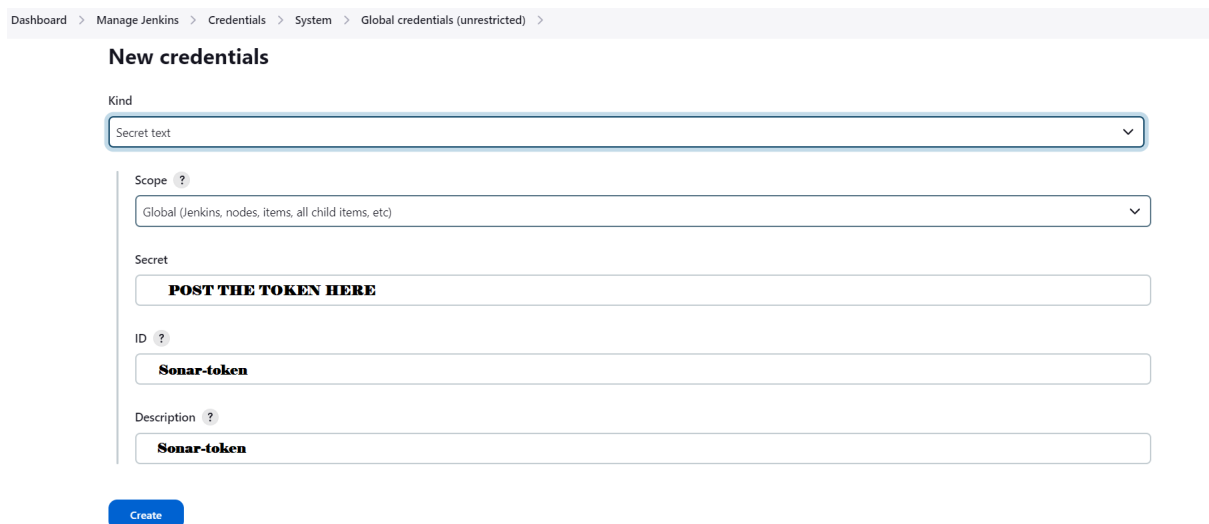 Dashboard > Manage Jenkins > Credentials > System > Global credentials (unrestricted) >
New credentials
Kind
Secret text
Scope ?
Global (Jenkins, nodes, items, all child items, etc)
Secret
POST THE TOKEN HERE
ID ?
Sonar-token
Description ?
Sonar-token
Create